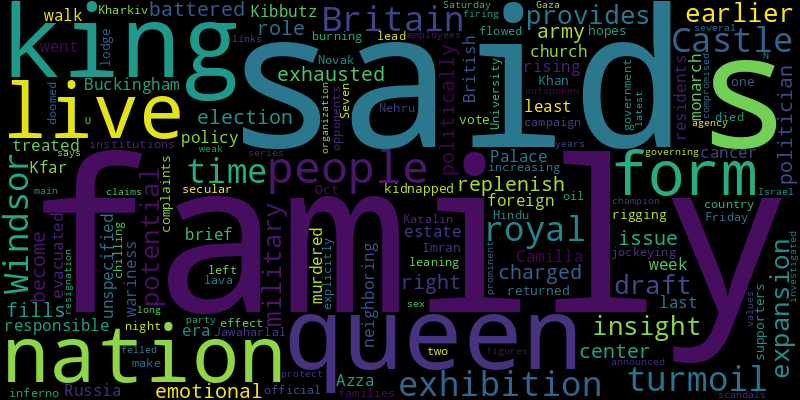 walk
Kharkiv
battered
Kibbutz
Britain
Saturday
firing
Gaza
several
earlier
king
said
s
went
lodge
links
role
burning
lead
employees
flowed
army
provides
hopes
Castle
Buckingham
exhausted
Novak
church
rising
Khan
residents
monarch
compromised
N
one
live
doomed
election
organization
opponents
Seven
Nehru
politically
British
University
least
campaign
government
latest
died
agency
politician
U
treated
institutions
policy
weak
vote
years
says
Kfar
complaints
time
series
people
Palace
increasing
outspoken
form
governing
cancer
main
claims
secular
Oct
kidnapped
replenish
foreign
oil
champion
country
Israel
Windsor
potential
family
Hindu
rigging
Friday
become
evacuated
unspecified
chilling
wariness
brief
military
murdered
explicitly
neighboring
Katalin
estate
Imran
leaning
right
prominent
royal
Camilla
charged
returned
issue
jockeying
week
draft
last
supporters
expansion
investigated
resignation
left
lava
sex
fills
long
responsible
night
party
era
effect
Jawaharlal
queen
insight
values
nation
felled
make
two
figures
center
announced
protect
inferno
Russia
emotional
official
Azza
families
exhibition
turmoil
scandals